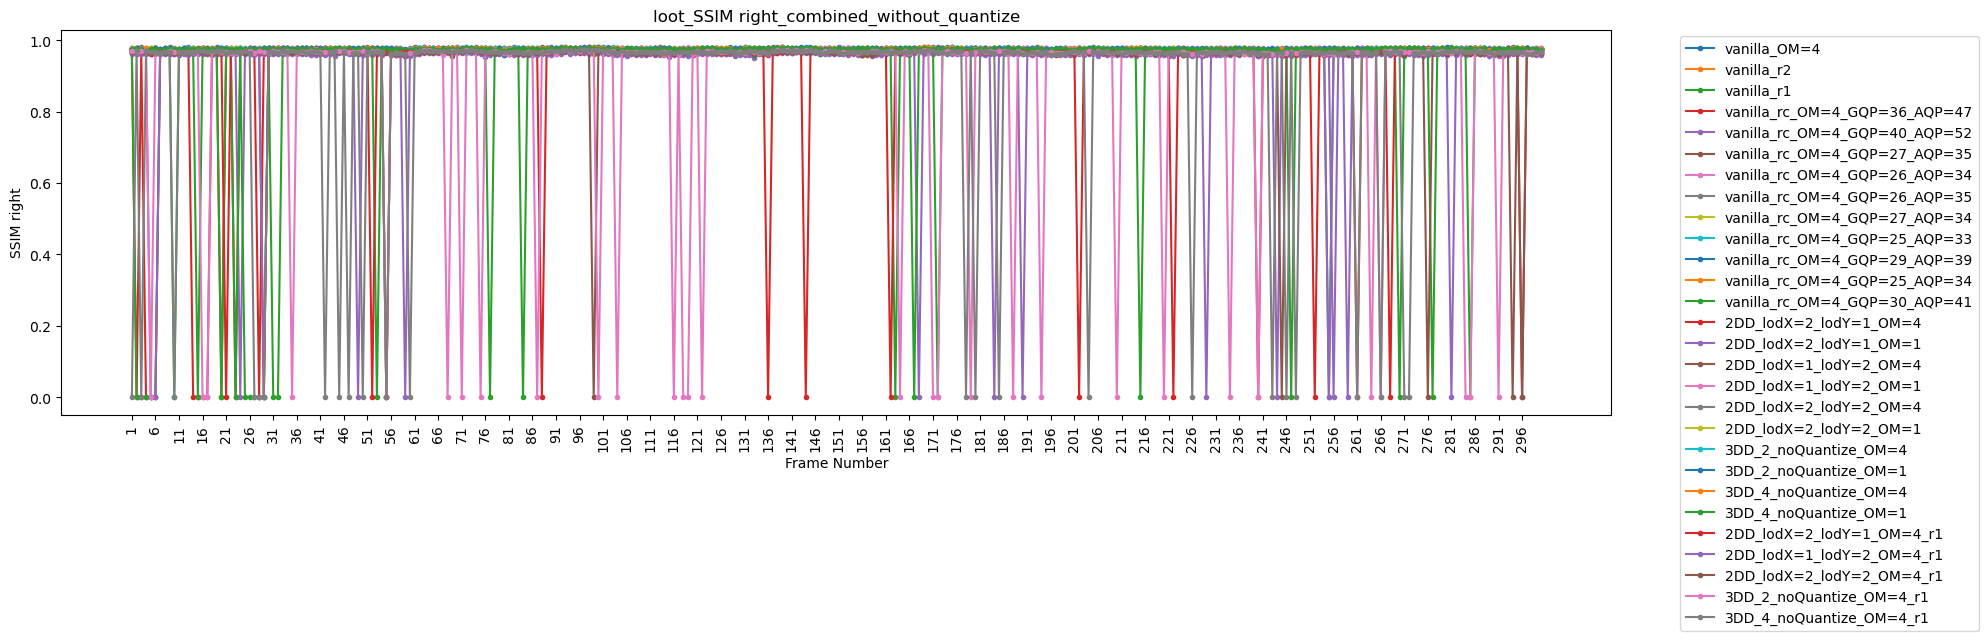 loot_SSIM right_combined_without_quantize
1.0
0.8
0.6
0.4
0.2
0.0
SSIM right
1 6 11 16 21 26 31 36 41 46 51 56 61 66 71 76 81 86 91 96 101 106 111 116 121 126 131 136 141 146 151 156 161 166 171 176 181 186 191 196 201 206 211 216 221 226 231 236 241 246 251 256 261 266 271 276 281 286 291 296
Frame Number
vanilla_OM=4
vanilla_r2
vanilla_r1
vanilla_rc_OM=4_GQP=36_AQP=47
vanilla_rc_OM=4_GQP=40_AQP=52
vanilla_rc_OM=4_GQP=27_AQP=35
vanilla_rc_OM=4_GQP=26_AQP=34
vanilla_rc_OM=4_GQP=26_AQP=35
vanilla_rc_OM=4_GQP=27_AQP=34
vanilla_rc_OM=4_GQP=25_AQP=33
vanilla_rc_OM=4_GQP=29_AQP=39
vanilla_rc_OM=4_GQP=25_AQP=34
vanilla_rc_OM=4_GQP=30_AQP=41
2DD_lodX=2_lodY=1_OM=4
2DD_lodX=2_lodY=1_OM=1
2DD_lodX=1_lodY=2_OM=4
2DD_lodX=1_lodY=2_OM=1
2DD_lodX=2_lodY=2_OM=4
2DD_lodX=2_lodY=2_OM=1
3DD_2_noQuantize_OM=4
3DD_2_noQuantize_OM=1
3DD_4_noQuantize_OM=4
3DD_4_noQuantize_OM=1
2DD_lodX=2_lodY=1_OM=4_r1
2DD_lodX=1_lodY=2_OM=4_r1
2DD_lodX=2_lodY=2_OM=4_r1
3DD_2_noQuantize_OM=4_r1
3DD_4_noQuantize_OM=4_r1